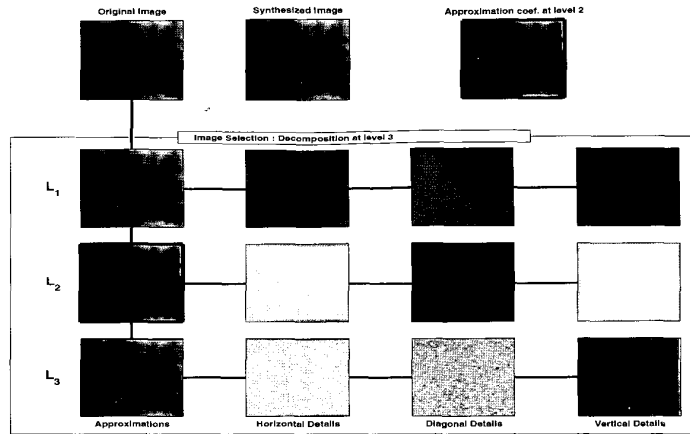 Original Image
Synthesized Image
Approximation coef. at level 2
Image Selection : Decomposition at level 3
L1
L2
L3
Approximations
Horizontal Details
Diagonal Details
Vertical Details